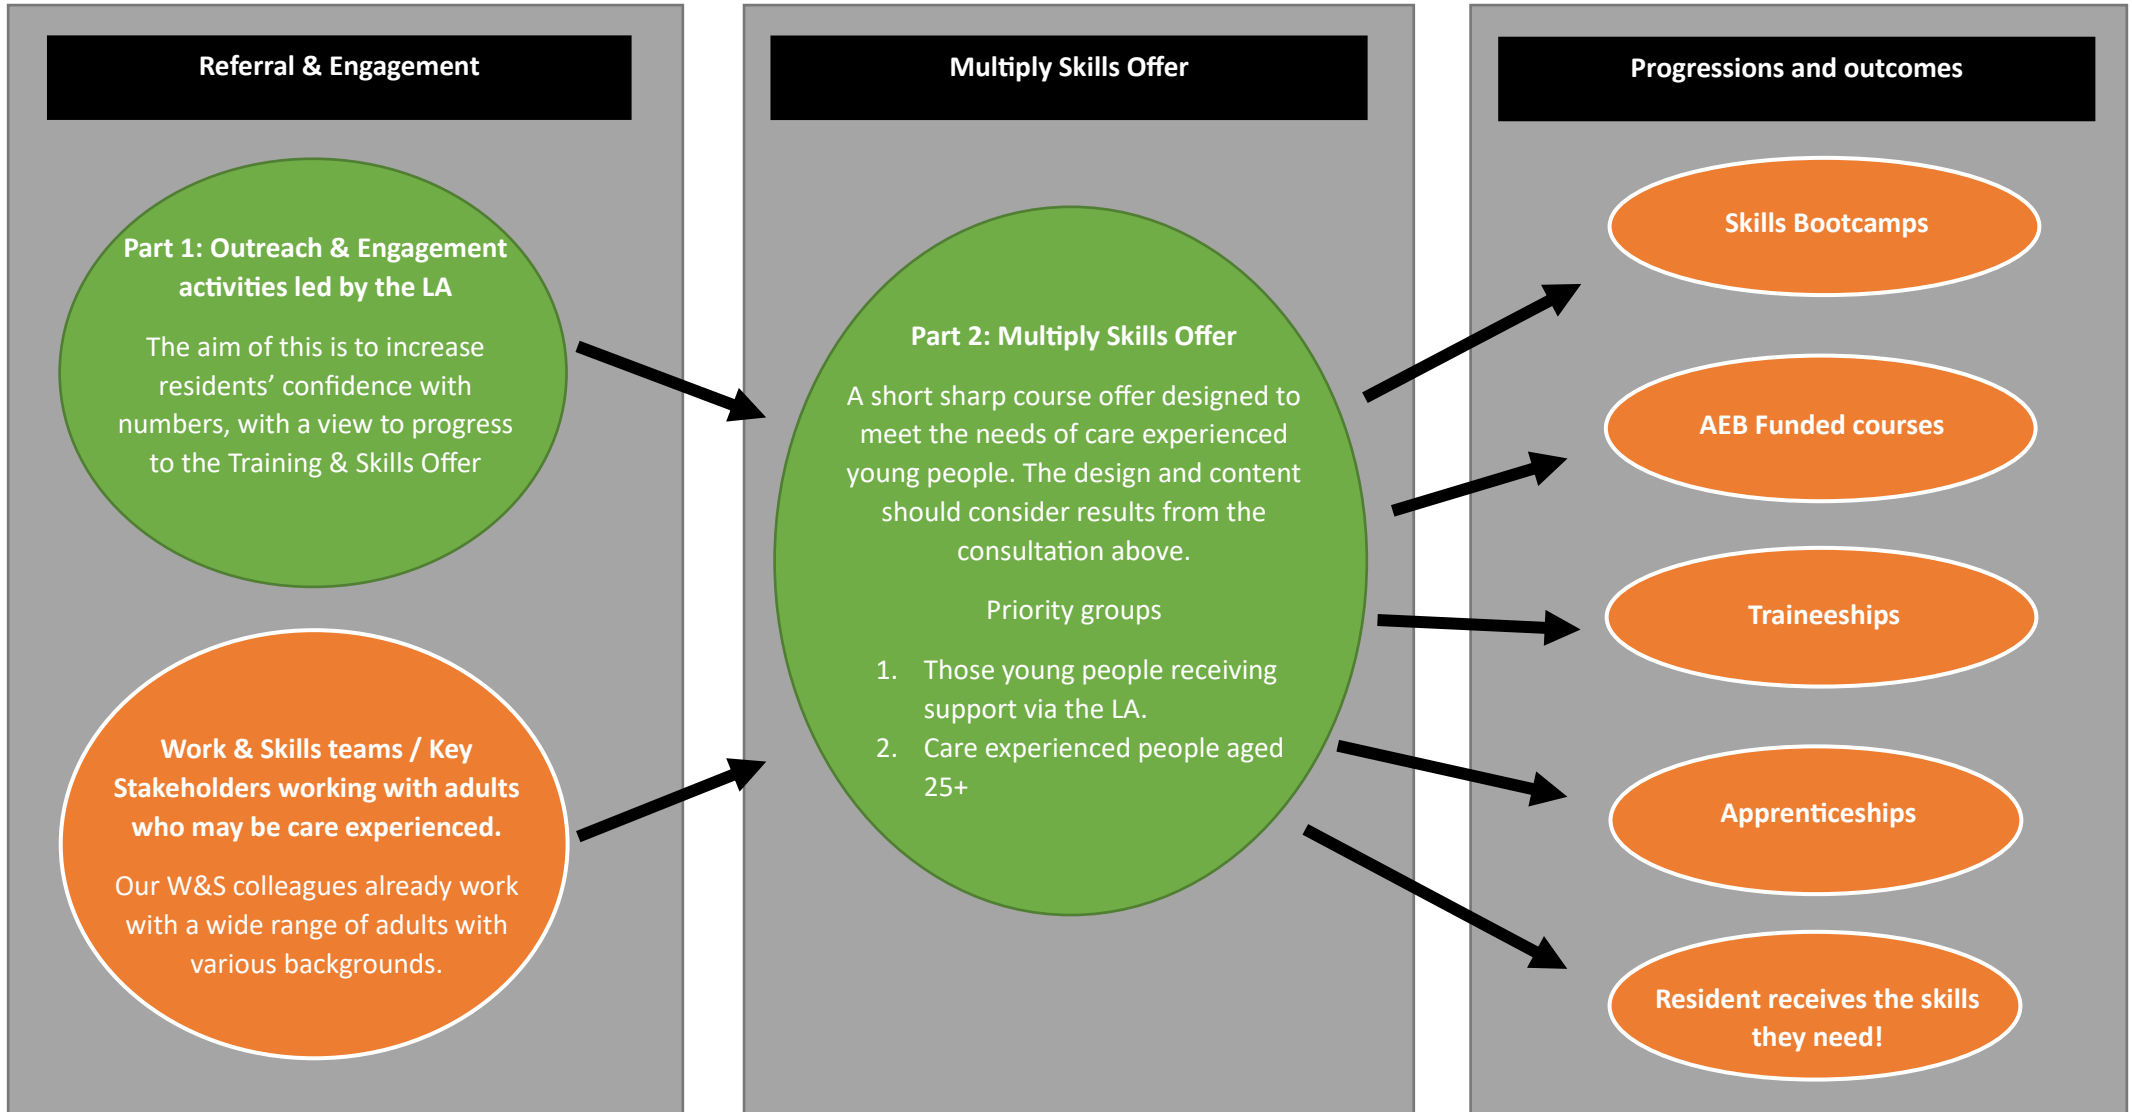 Referral & Engagement
Part 1: Outreach & Engagement
activities led by the LA
The aim of this is to increase
residents’ confidence with
numbers, with a view to progress
to the Training & Skills Offer
Work & Skills teams / Key
Stakeholders working with adults
who may be care experienced.
Our W&S colleagues already work
with a wide range of adults with
various backgrounds.
Multiply Skills Offer
Part 2: Multiply Skills Offer
A short sharp course offer designed to
meet the needs of care experienced
young people. The design and content
should consider results from the
consultation above.
Priority groups
1. Those young people receiving
support via the LA.
2. Care experienced people aged
25+
Progressions and outcomes
Skills Bootcamps
AEB Funded courses
Traineeships
Apprenticeships
Resident receives the skills
they need!